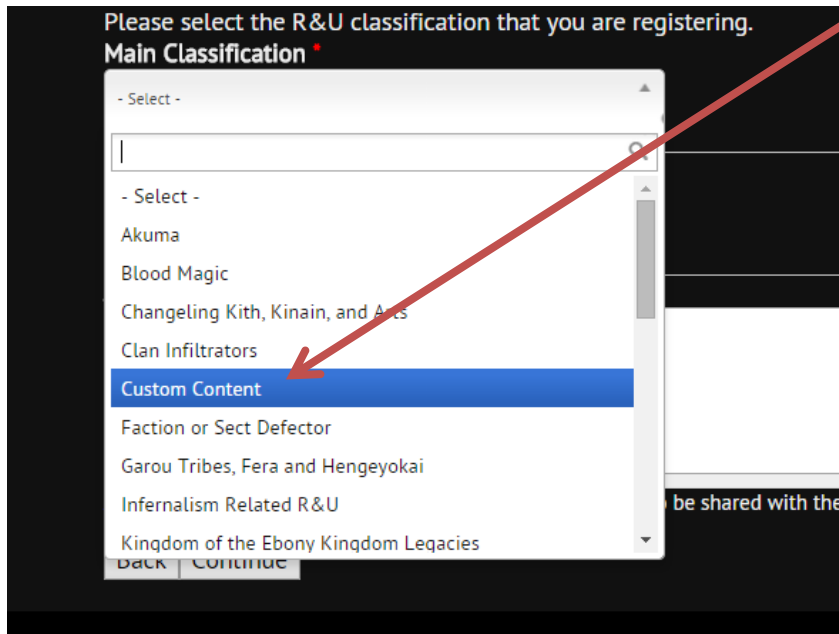 Please select the R&U classification that you are registering.
Main Classification *
- Select -
- Select -
Akuma
Blood Magic
Changeling Kith, Kinain, and Arts
Clan Infiltrators
Custom Content
Faction or Sect Defector
Garou Tribes, Fera and Hengeyokai
Infernalism Related R&U
be shared with the
Kingdom of the Ebony Kingdom Legacies
Back Continue